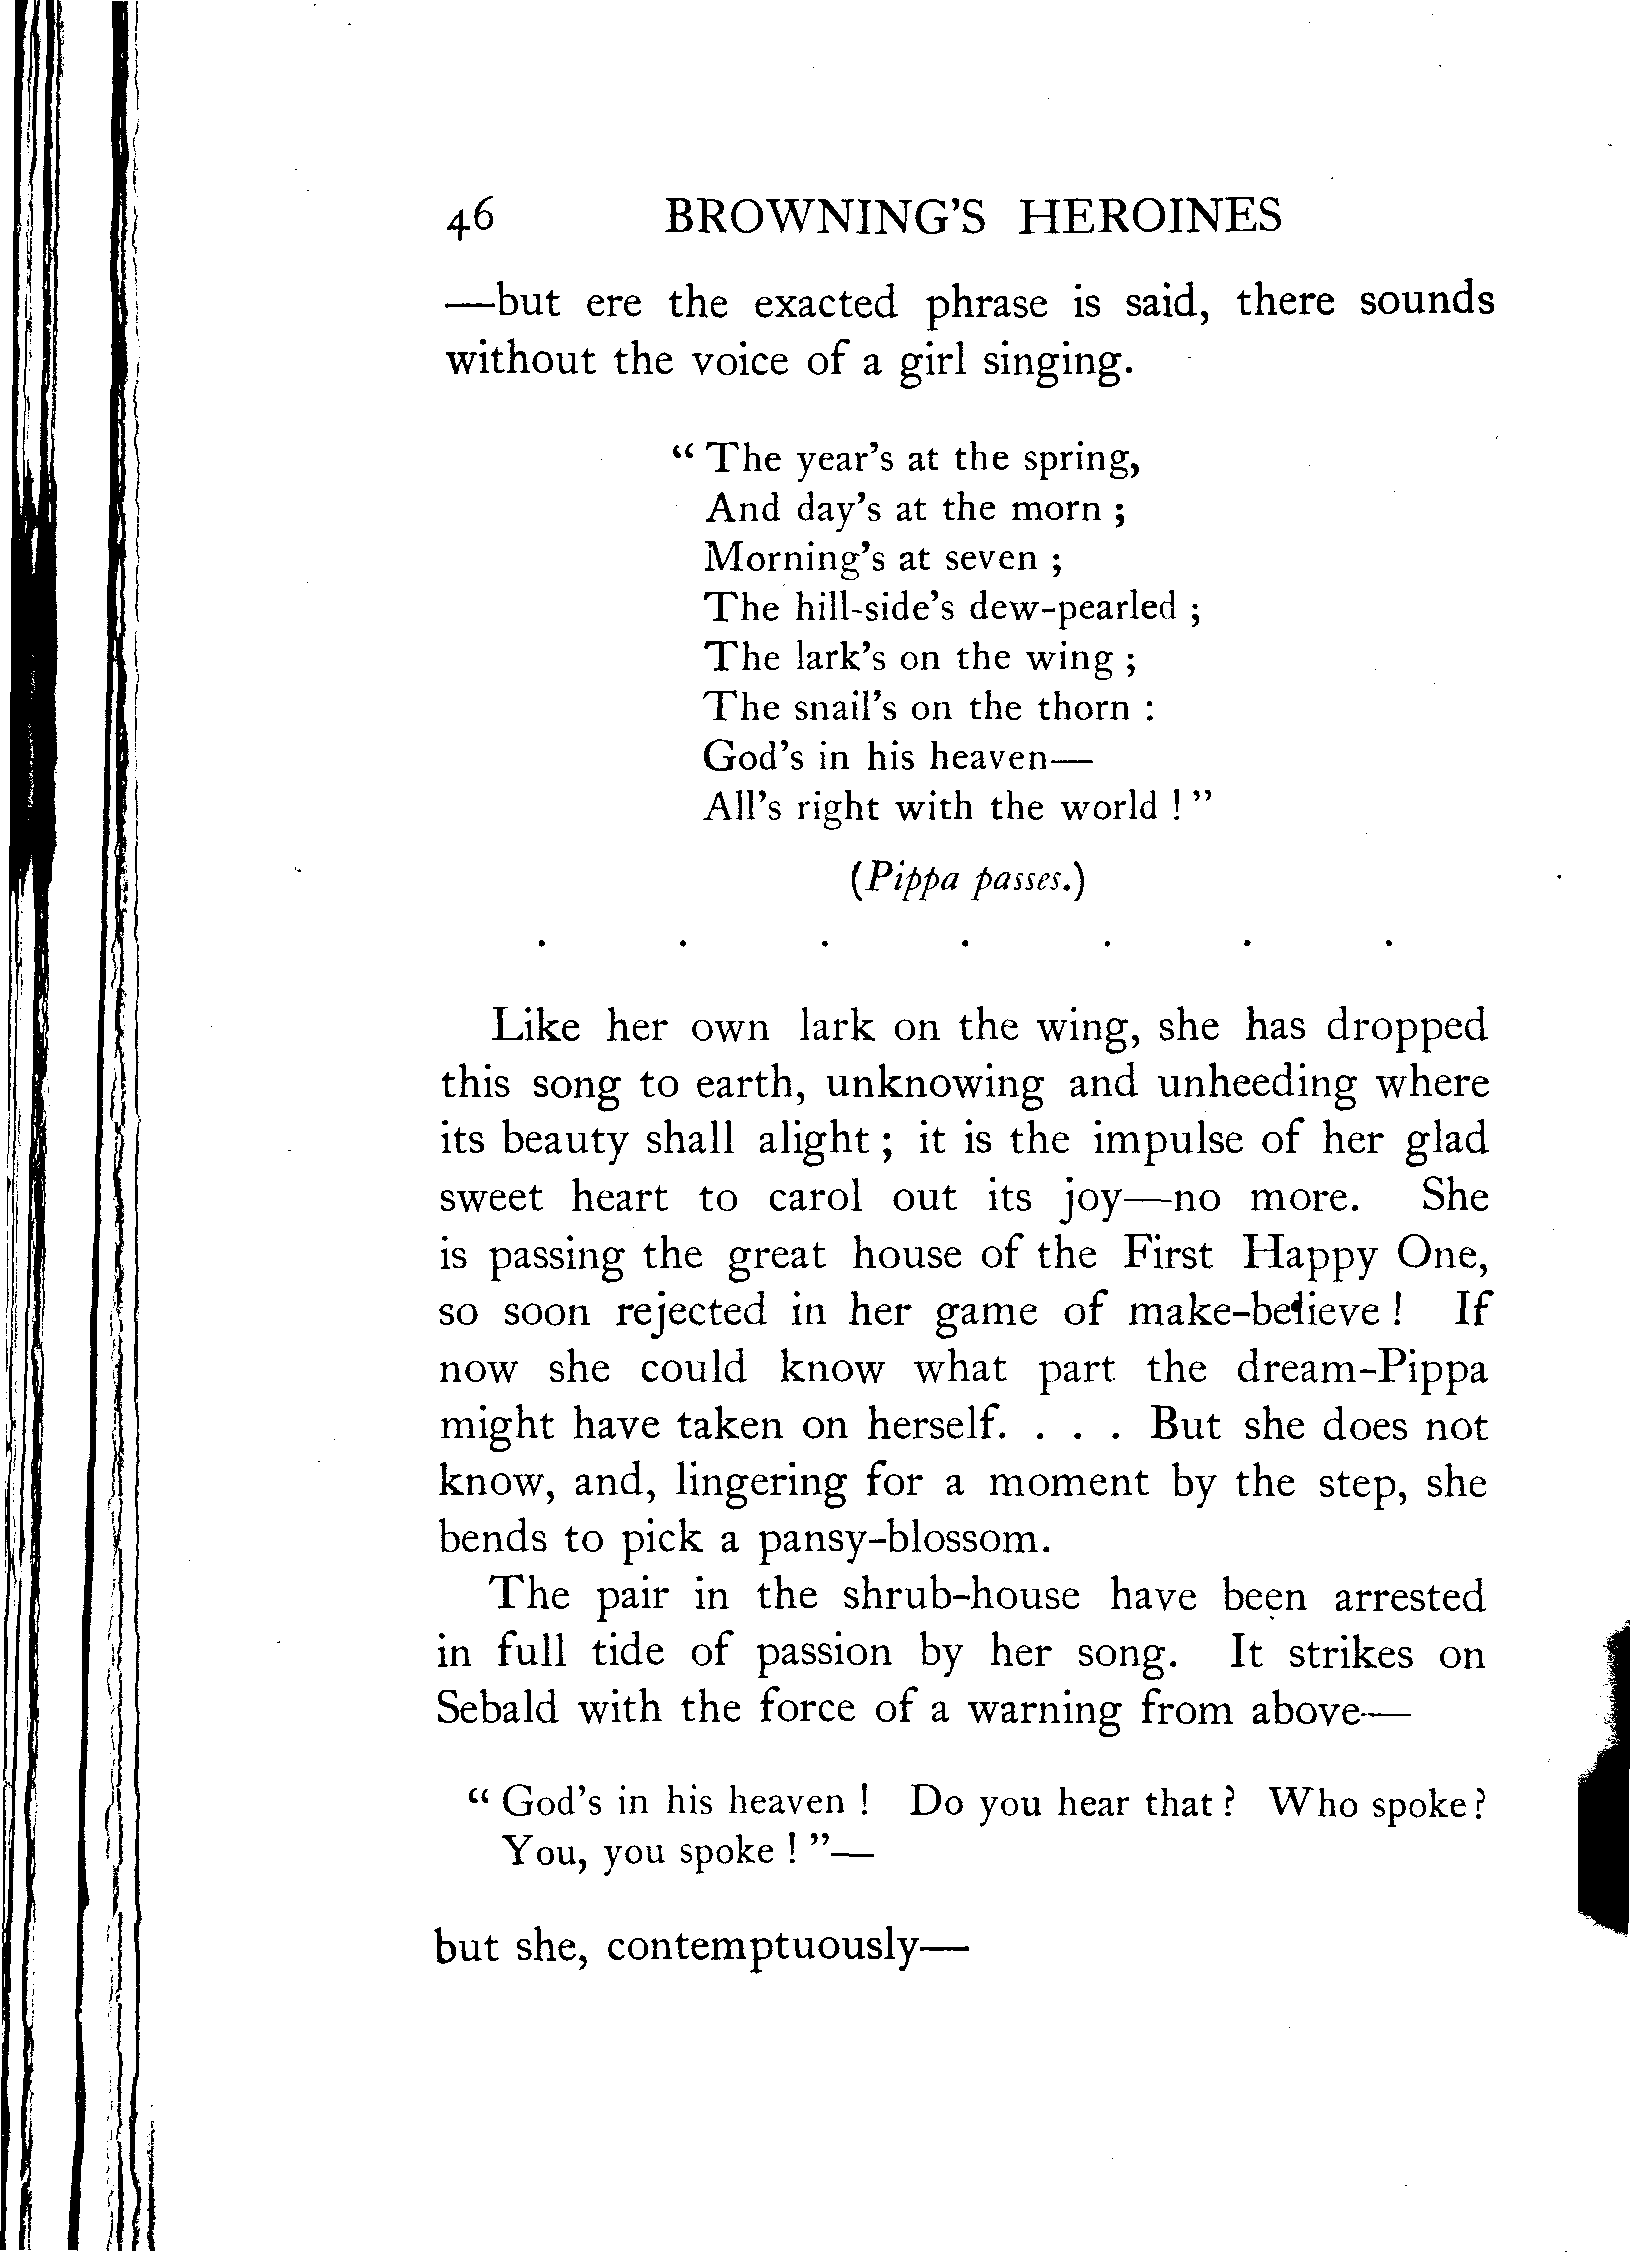 46 BROWNING'S HEROINES
—but ere the exacted phrase is said, there sounds
without the voice of a girl singing.
“ The year's at the spring,
And day's at the morn ;
Morning's at seven ;
The hill-side's dew-pearled ;
The lark's on the wing ;
The snail's on the thorn :
God's in his heaven—
All's right with the world ! ”
(Pippa passes.)
. . . . . . .
Like her own lark on the wing, she has dropped
this song to earth, unknowing and unheeding where
its beauty shall alight ; it is the impulse of her glad
sweet heart to carol out its joy—no more. She
is passing the great house of the First Happy One,
so soon rejected in her game of make-believe ! If
now she could know what part the dream-Pippa
might have taken on herself. . . . But she does not
know, and, lingering for a moment by the step, she
bends to pick a pansy-blossom.
The pair in the shrub-house have been arrested
in full tide of passion by her song. It strikes on
Sebald with the force of a warning from above—
“ God's in his heaven ! Do you hear that ? Who spoke ?
You, you spoke ! ”—
but she, contemptuously—